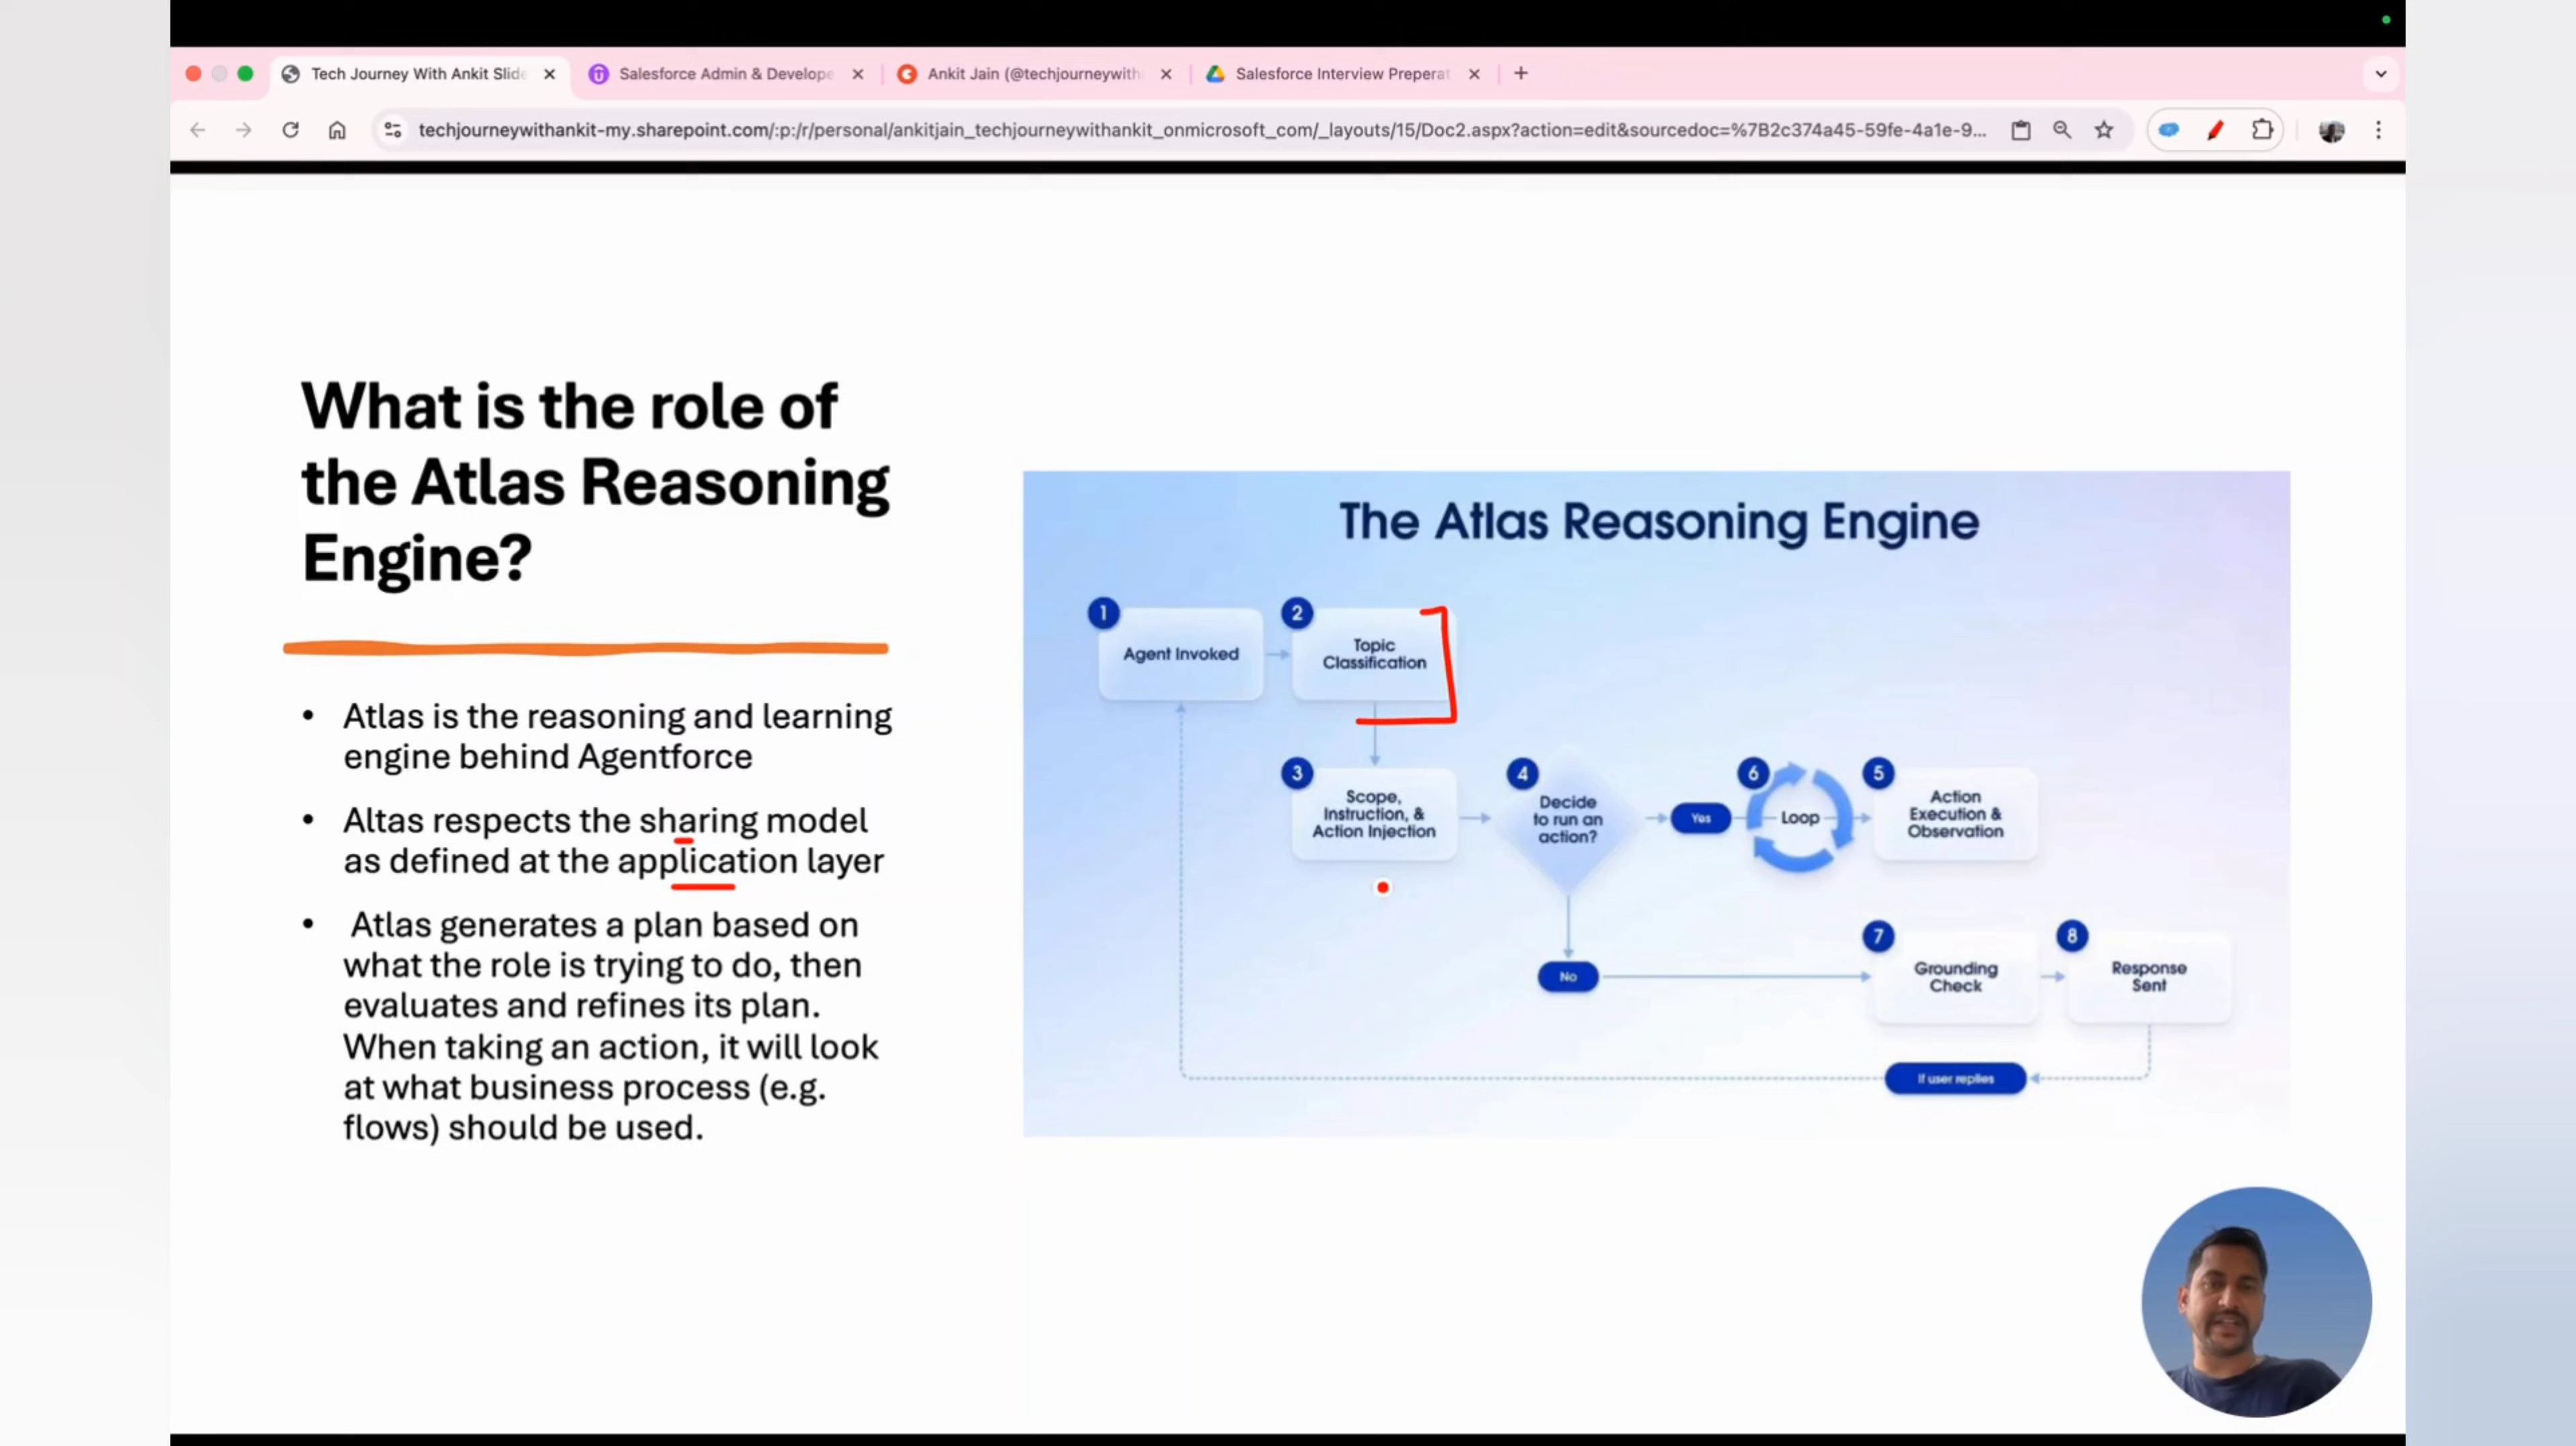 Tech Journey With Ankit Slide
Salesforce Admin & Develope
Ankit Jain (@techjourneywith
Salesforce Interview Preperat
techjourneywithankit-my.sharepoint.com/:p:/r/personal/ankitjain_techjourneywithankit_onmicrosoft_com/_layouts/15/Doc2.aspx?action=edit&sourcedoc=%7B2c374a45-59fe-4a1e-9...
What is the role of
the Atlas Reasoning
Engine?
• Atlas is the reasoning and learning
engine behind Agentforce
• Altas respects the sharing model
as defined at the application layer
• Atlas generates a plan based on
what the role is trying to do, then
evaluates and refines its plan.
When taking an action, it will look
at what business process (e.g.
flows) should be used.
The Atlas Reasoning Engine
1
Agent Invoked
2
Topic
Classification
3
Scope,
Instruction, &
Action Injection
4
Decide
to run an
action?
Yes
6
Loop
5
Action
Execution &
Observation
No
7
Grounding
Check
8
Response
Sent
If user replies